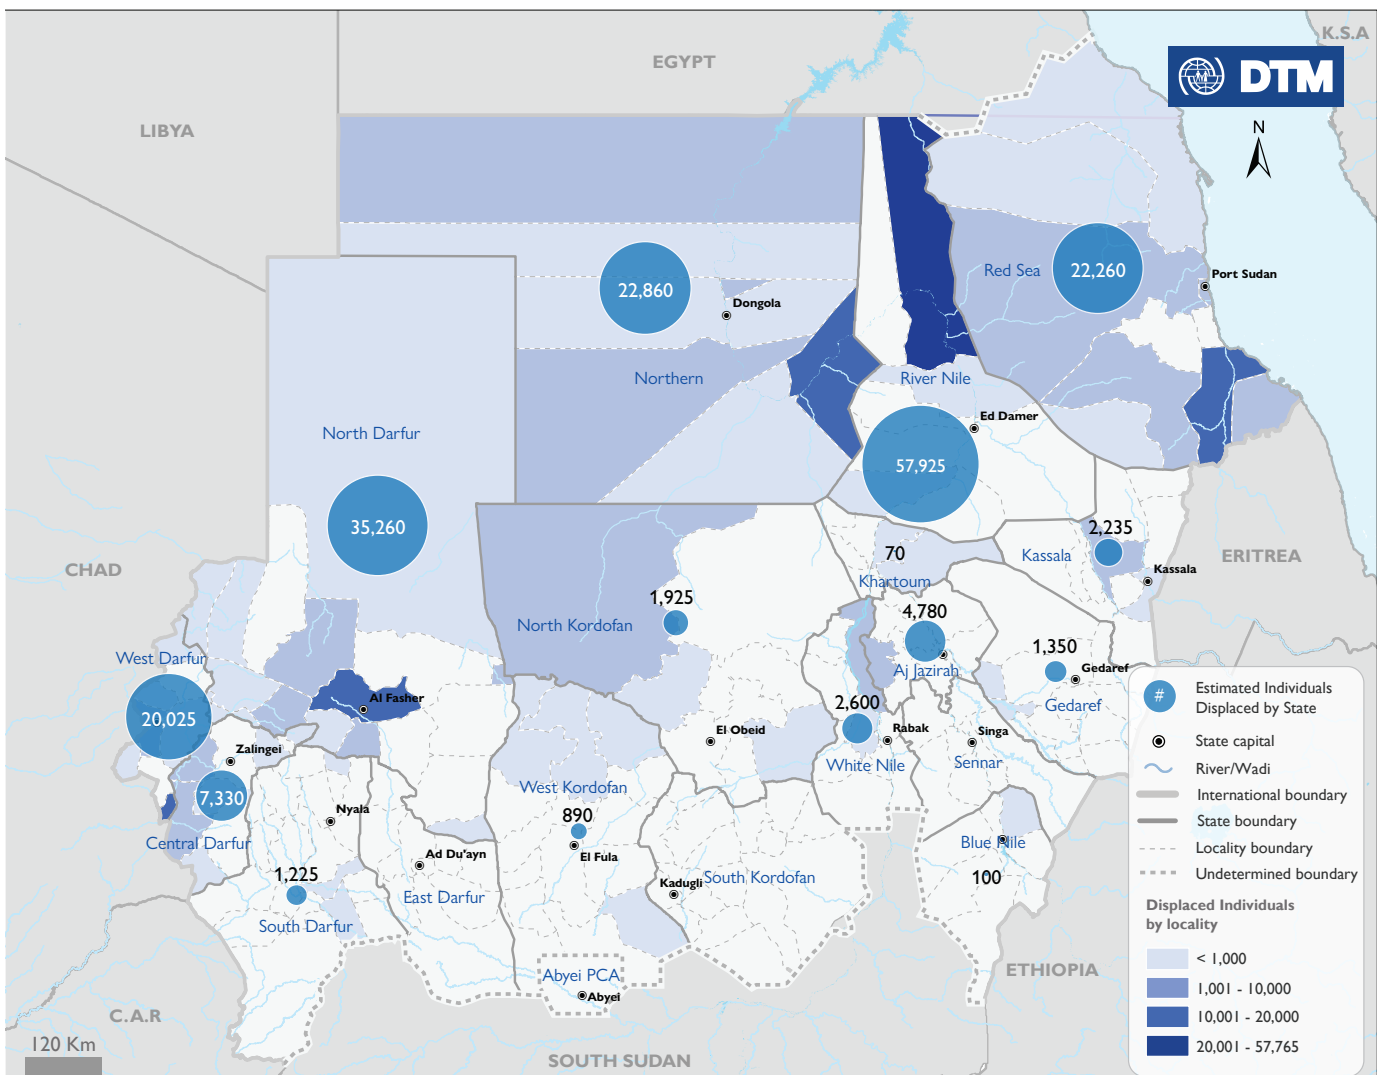 K.S.A
EGYPT
DTM
LIBYA
N
Red Sea
22,260
Port Sudan
22,860
Dongola
Northern
River Nile
North Darfur
Ed Damer
57,925
35,260
2,235
70
Kassala
ERITREA
CHAD
Kassala
Khartoum
1,925
4,780
North Kordofan
1,350
West Darfur
Aj Jazirah
Gedaref
Al Fasher
2,600
Gedaref
20,025
El Obeid
Rabak
Singa
Zalingei
White Nile
Sennar
West Kordofan
7,330
890
Nyala
Central Darfur
Blue Nile
Ad Du'ayn
El Fula
1,225
South Kordofan
100
Kadugli
East Darfur
South Darfur
Abyei PCA
ETHIOPIA
Abyei
C.A.R
120 Km
SOUTH SUDAN
#
Estimated Individuals
Displaced by State
State capital
River/Wadi
International boundary
State boundary
Locality boundary
Undetermined boundary
Displaced Individuals
by locality
< 1,000
1,001 - 10,000
10,001 - 20,000
20,001 - 57,765